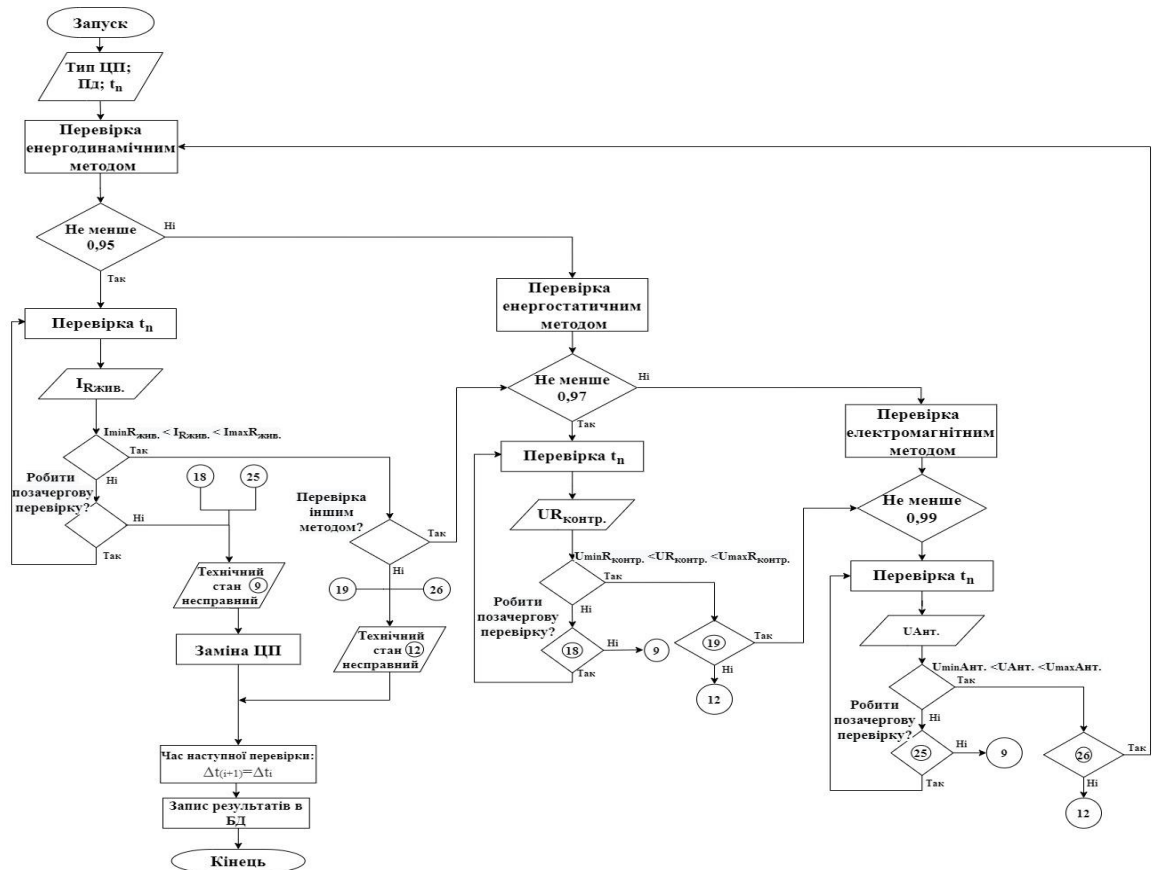 Запуск
Тип ЦП;
Пд; tn
Перевірка
енергодинамічним
методом
Не менше
0,95
Ні
Так
Перевірка tn
IRжив.
IminRжив. < IRжив. < ImaxRжив.
Так
Ні
Робити
позачергову
перевірку?
Ні
Так
18
25
Технічний
стан 9
несправний
Заміна ЦП
Перевірка
іншим
методом?
Так
Ні
19
26
Технічний
стан 12
несправний
Час наступної перевірки:
Δt(i+1)=Δti
Запис результатів в
БД
Кінець
Перевірка
енергостатичним
методом
Не менше
0,97
Ні
Так
Перевірка tn
URконтр.
UminRконтр. <URконтр. <UmaxRконтр.
Так
Ні
Робити
позачергову
перевірку?
18
Ні
9
Так
19
Так
Ні
12
Перевірка
електромагнітним
методом
Не менше
0,99
Так
Перевірка tn
UАнт.
UminАнт. <UАнт. <UmaxАнт.
Так
Ні
Робити
позачергову
перевірку?
25
Ні
9
Так
26
Так
Ні
12